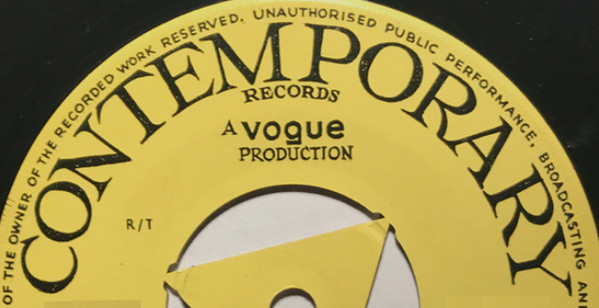 OF THE OWNER OF THE RECORDED WORK RESERVED, UNAUTHORISED PUBLIC PERFORMANCE, BROADCASTING AN
CONTEMPORARY
RECORDS
A vogue
PRODUCTION
R/T